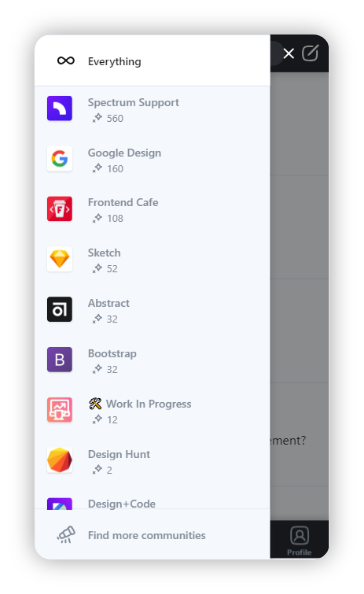 Everything
Spectrum Support
560
Google Design
160
Frontend Cafe
108
Sketch
52
Abstract
32
B
Bootstrap
32
🛠 Work In Progress
12
Design Hunt
2
Design+Code
ement?
Find more communities
Profile